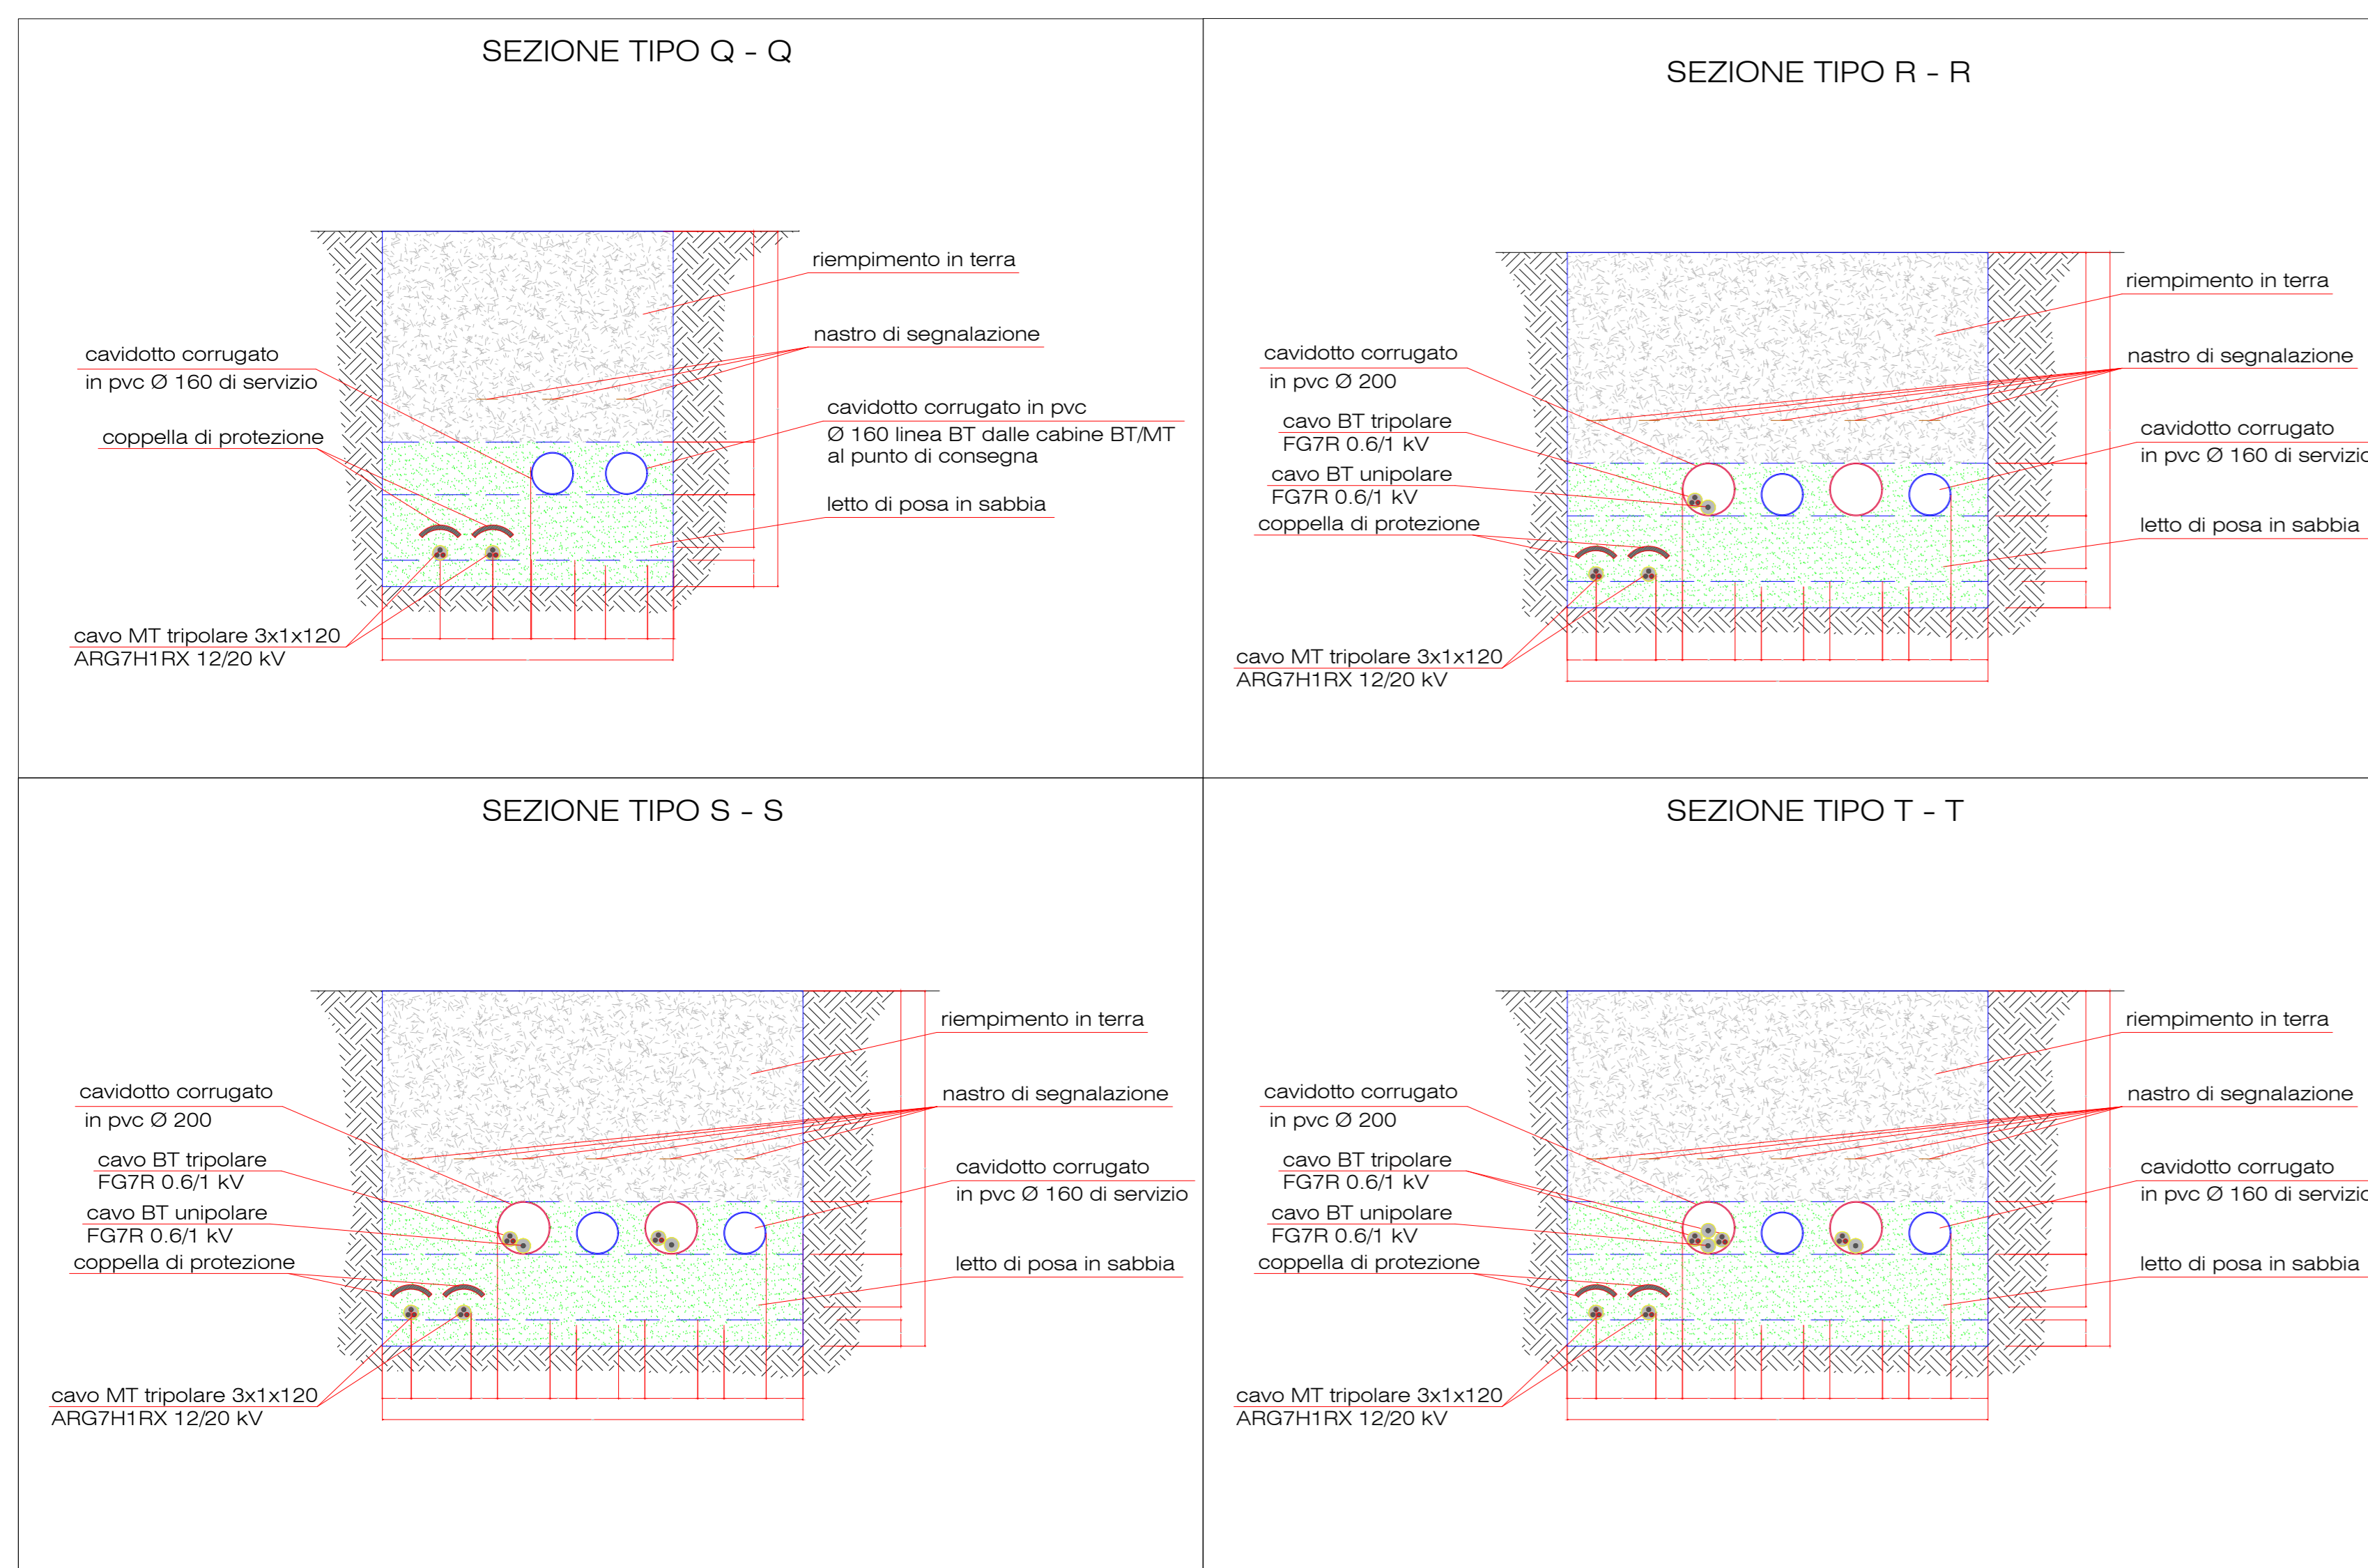 SEZIONE TIPO Q - Q
riempimento in terra
nastro di segnalazione
cavidotto corrugato
in pvc Ø 160 di servizio
cavidotto corrugato in pvc
Ø 160 linea BT dalle cabine BT/MT
al punto di consegna
coppella di protezione
letto di posa in sabbia
cavo MT tripolare 3x1x120
ARG7H1RX 12/20 kV
SEZIONE TIPO R - R
riempimento in terra
cavidotto corrugato
in pvc Ø 200
nastro di segnalazione
cavo BT tripolare
FG7R 0.6/1 kV
cavidotto corrugato
in pvc Ø 160 di servizio
cavo BT unipolare
FG7R 0.6/1 kV
coppella di protezione
letto di posa in sabbia
cavo MT tripolare 3x1x120
ARG7H1RX 12/20 kV
SEZIONE TIPO S - S
riempimento in terra
cavidotto corrugato
in pvc Ø 200
nastro di segnalazione
cavo BT tripolare
FG7R 0.6/1 kV
cavidotto corrugato
in pvc Ø 160 di servizio
cavo BT unipolare
FG7R 0.6/1 kV
coppella di protezione
letto di posa in sabbia
cavo MT tripolare 3x1x120
ARG7H1RX 12/20 kV
SEZIONE TIPO T - T
riempimento in terra
cavidotto corrugato
in pvc Ø 200
nastro di segnalazione
cavo BT tripolare
FG7R 0.6/1 kV
cavidotto corrugato
in pvc Ø 160 di servizio
cavo BT unipolare
FG7R 0.6/1 kV
coppella di protezione
letto di posa in sabbia
cavo MT tripolare 3x1x120
ARG7H1RX 12/20 kV